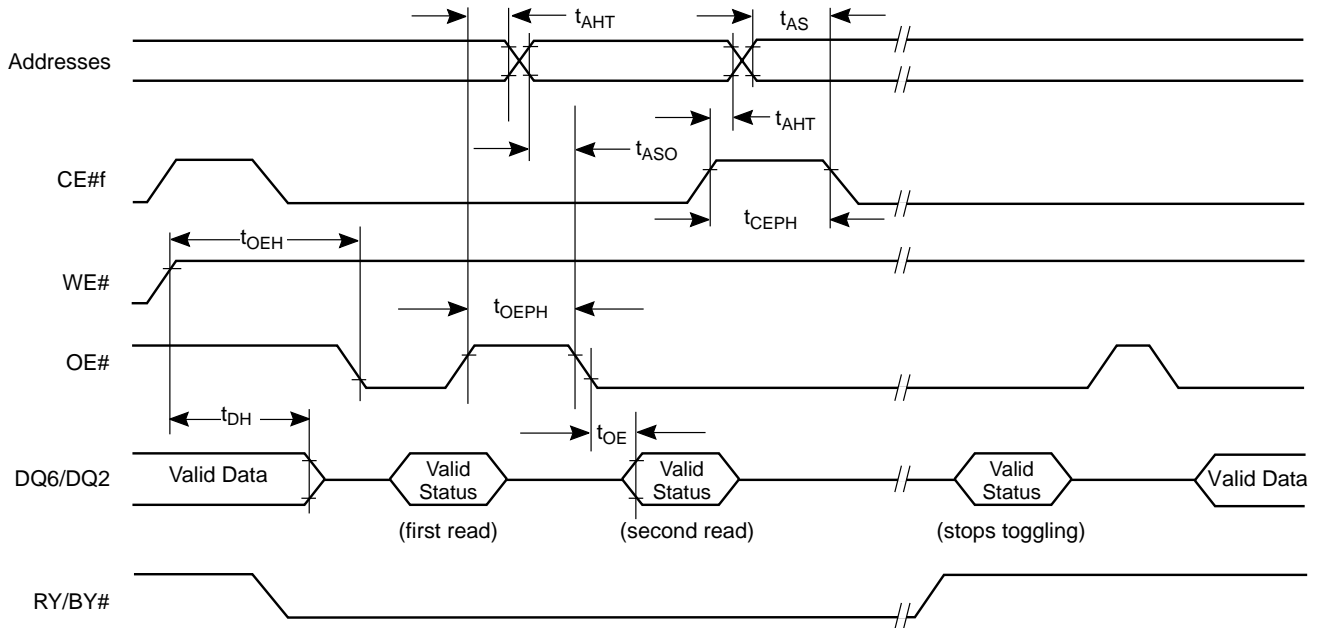 tAHT
tAS
Addresses
tAHT
tASO
CE#f
tCEPH
tOEH
WE#
tOEPH
OE#
tDH
tOE
DQ6/DQ2
Valid Data
Valid
Status
Valid
Status
Valid
Status
Valid Data
(first read)
(second read)
(stops toggling)
RY/BY#